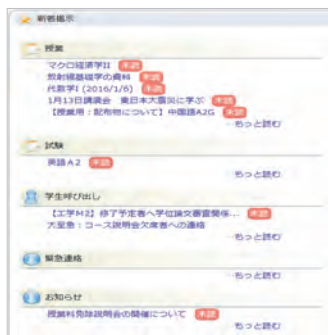 新着掲示
授業
マクロ経済学II 未読
放射線基礎学の資料 未読
代数学I (2016/1/6) 未読
1月13日講演会　東日本大震災に学ぶ 未読
【授業用：配布物について】中国語A2G 未読
もっと読む
試験
英語A2 未読
もっと読む
学生呼び出し
【工学M2】修了予定者へ学位論文審査関係... 未読
大至急：コース説明会欠席者への連絡
もっと読む
緊急連絡
もっと読む
お知らせ
授業料免除説明会の開催について 未読
もっと読む